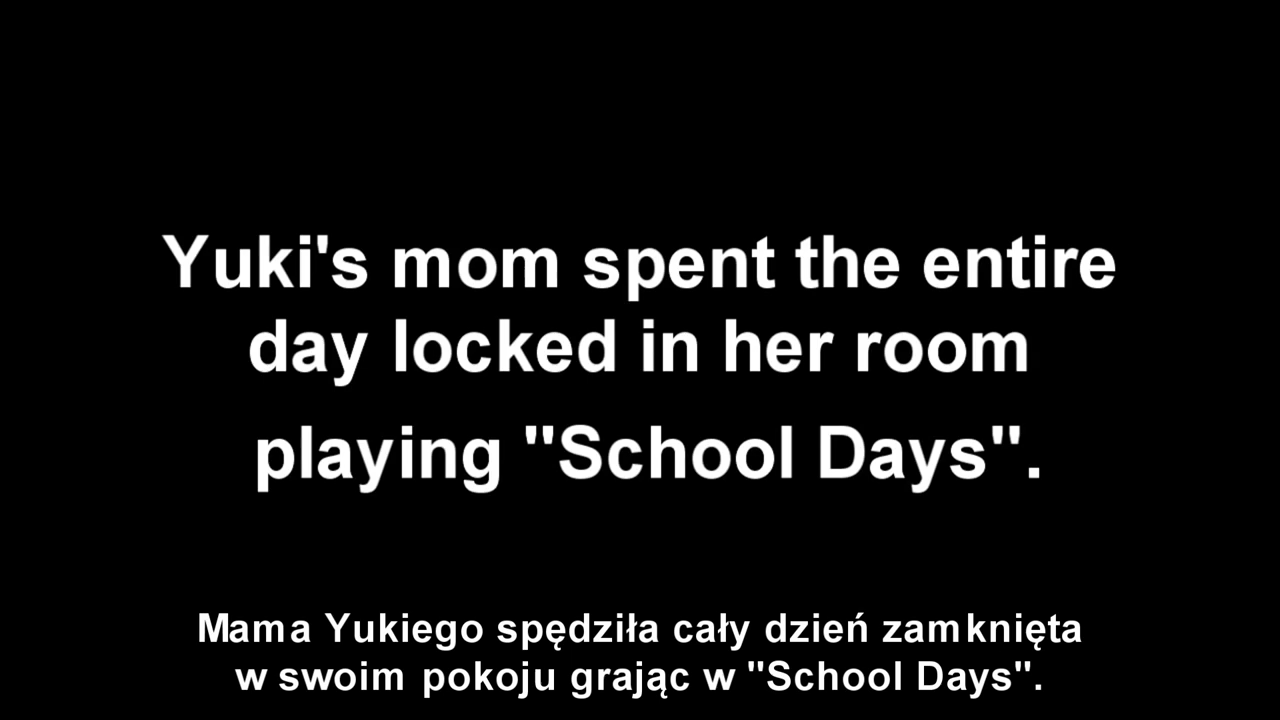 Yuki's mom spent the entire
day locked in her room
playing "School Days".
Mama Yukiego spędziła cały dzień zamknięta
w swoim pokoju grając w "School Days".